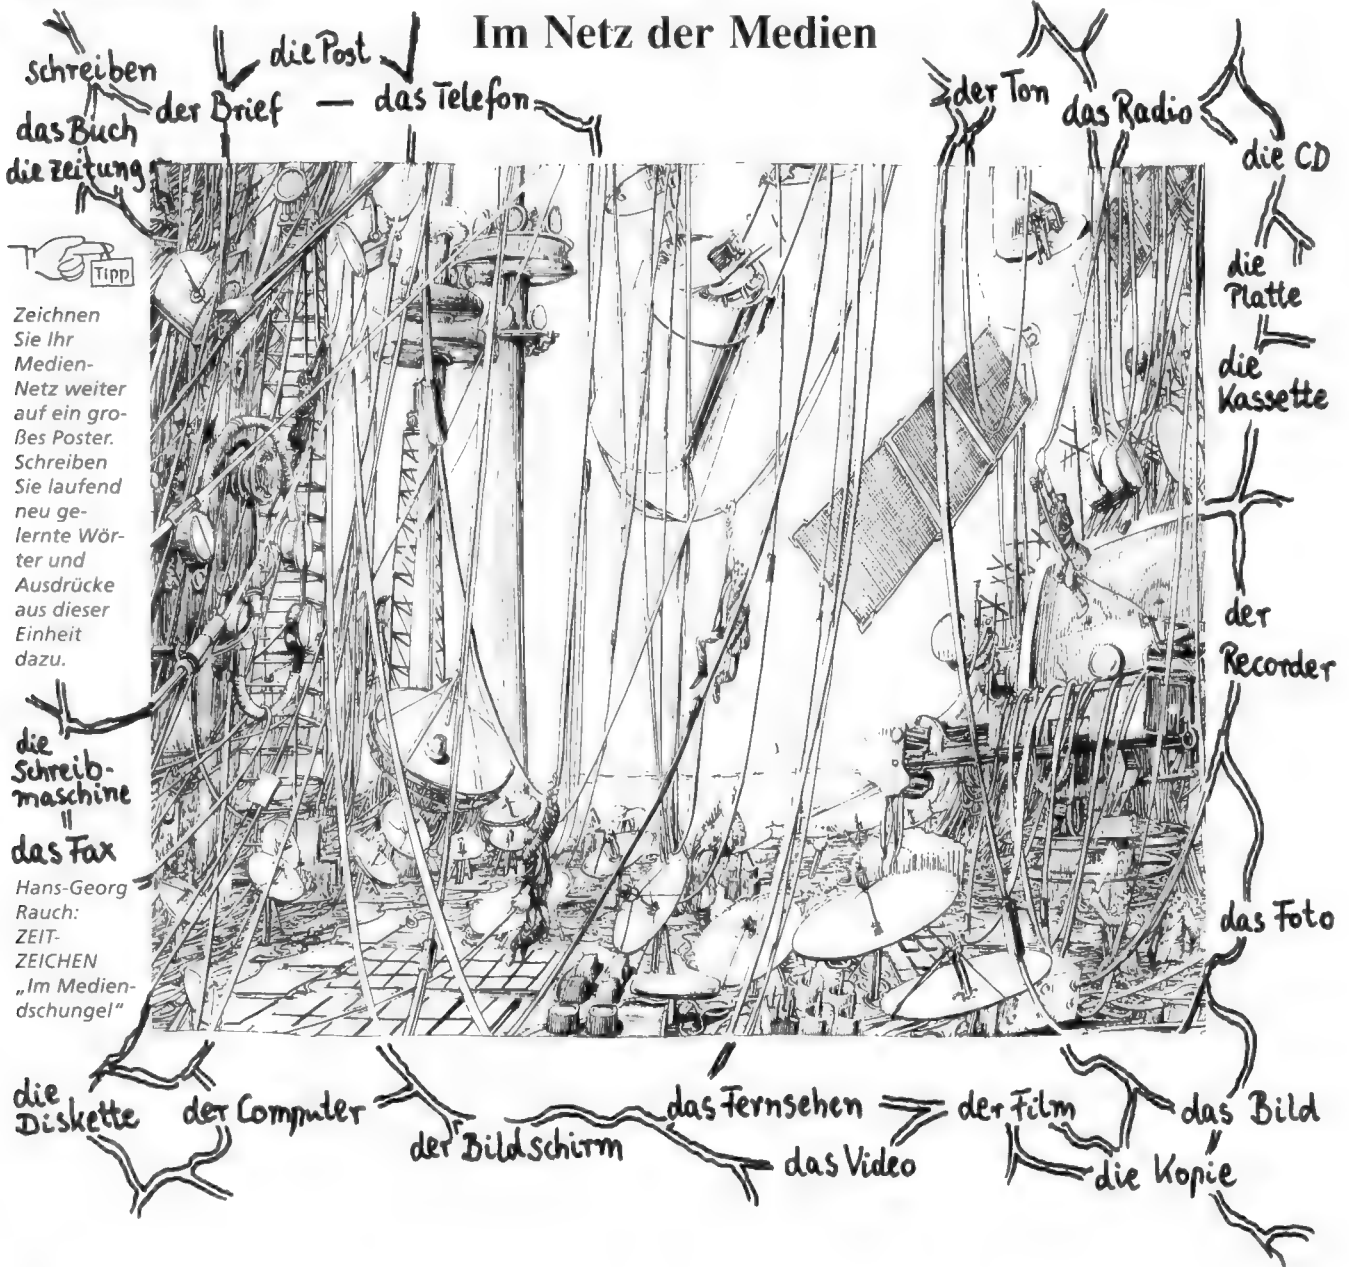 Im Netz der Medien
schreiben
die Post
der Brief — das Telefon
das Buch
die Zeitung
der Ton
das Radio
die CD
die
Platte
die
Kassette
der
Recorder
das Foto
Tipp
Zeichnen
Sie Ihr
Medien-
Netz weiter
auf ein gro-
ßes Poster.
Schreiben
Sie laufend
neu ge-
lernte Wör-
ter und
Ausdrücke
aus dieser
Einheit
dazu.
die
Schreib-
maschine
das Fax
Hans-Georg
Rauch:
ZEIT-
ZEICHEN
„Im Medien-
dschungel“
die
Diskette
der Computer
der Bildschirm
das Fernsehen
das Video
der Film
das Bild
die Kopie